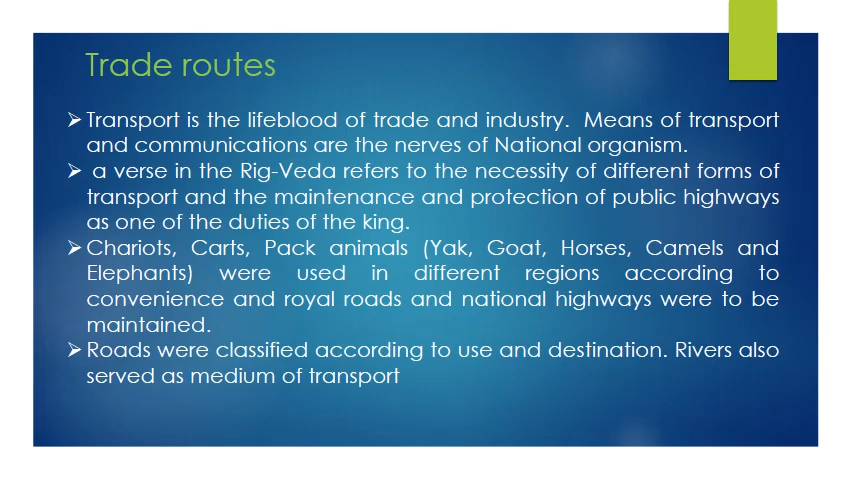 Trade routes
➢ Transport is the lifeblood of trade and industry.  Means of transport
and communications are the nerves of National organism.
➢ a verse in the Rig-Veda refers to the necessity of different forms of
transport and the maintenance and protection of public highways
as one of the duties of the king.
➢ Chariots, Carts, Pack animals (Yak, Goat, Horses, Camels and
Elephants) were used in different regions according to
convenience and royal roads and national highways were to be
maintained.
➢ Roads were classified according to use and destination. Rivers also
served as medium of transport